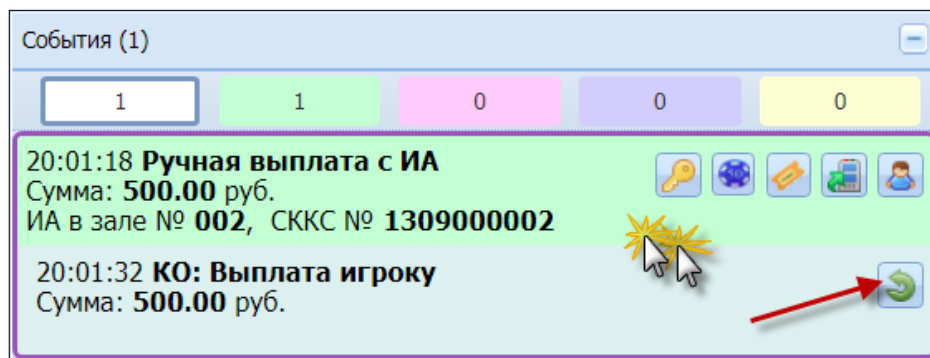 События (1)
1 1 0 0 0
20:01:18 Ручная выплата с ИА
Сумма: 500.00 руб.
ИА в зале № 002, СККС № 1309000002
20:01:32 КО: Выплата игроку
Сумма: 500.00 руб.